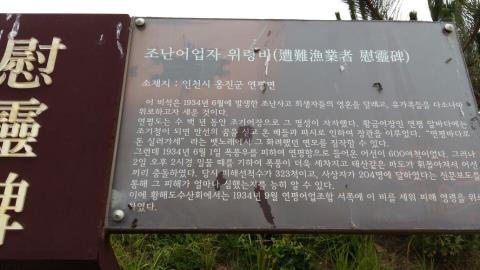 慰
靈
碑
조난어업자 위령비(遭難漁業者 慰靈碑)
소재지 : 인천시 옹진군 연평면
이 비석은 1934년 6월에 발생한 조난사고 희생자들의 영혼을 달래고, 유가족들을 다소나마
위로하고자 세운 것이다.
연평도는 수 백 년 동안 조기어장으로 그 명성이 자자했다. 황금어장인 연평 앞바다에는
조기철이 되면 만선의 꿈을 싣고 온 배들과 파시로 인하여 장관을 이루었다. "연평바다로
돈 실러가세" 라는 뱃노래에서 그 화려했던 면모를 짐작할 수 있다.
그런데 1934년 6월 1일 폭풍우를 피하여 연평항으로 들어온 어선이 600여척이었다. 그러나
2일 오후 2시경 일몰 때를 기하여 폭풍이 더욱 세차지고 태산같은 파도가 휘몰아쳐서 어선
끼리 충돌하였다. 당시 피해선척수가 323척이고, 사상자가 204명에 달하였다는 신문보도를
통해 그 피해가 얼마나 심했는지를 능히 알 수 있다.
이에 황해도수산회에서는 1934년 9월 연평어업조합 서쪽에 이 비를 세워 피해 영령을 위로
하였다.